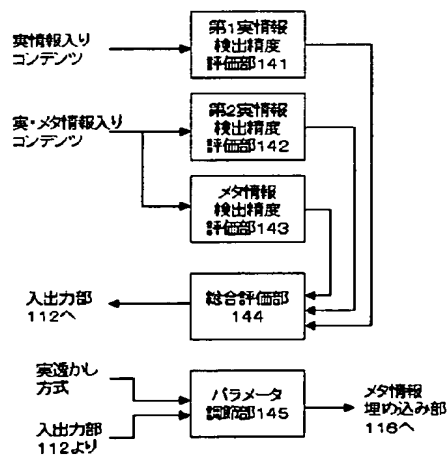 実情報入り
コンテンツ
第1実情報
検出精度
評価部141
実・メタ情報入り
コンテンツ
第2実情報
検出精度
評価部142
メタ情報
検出精度
評価部143
入出力部
112へ
総合評価部
144
実透かし
方式
入出力部
112より
パラメータ
調節部145
メタ情報
埋め込み部
116へ